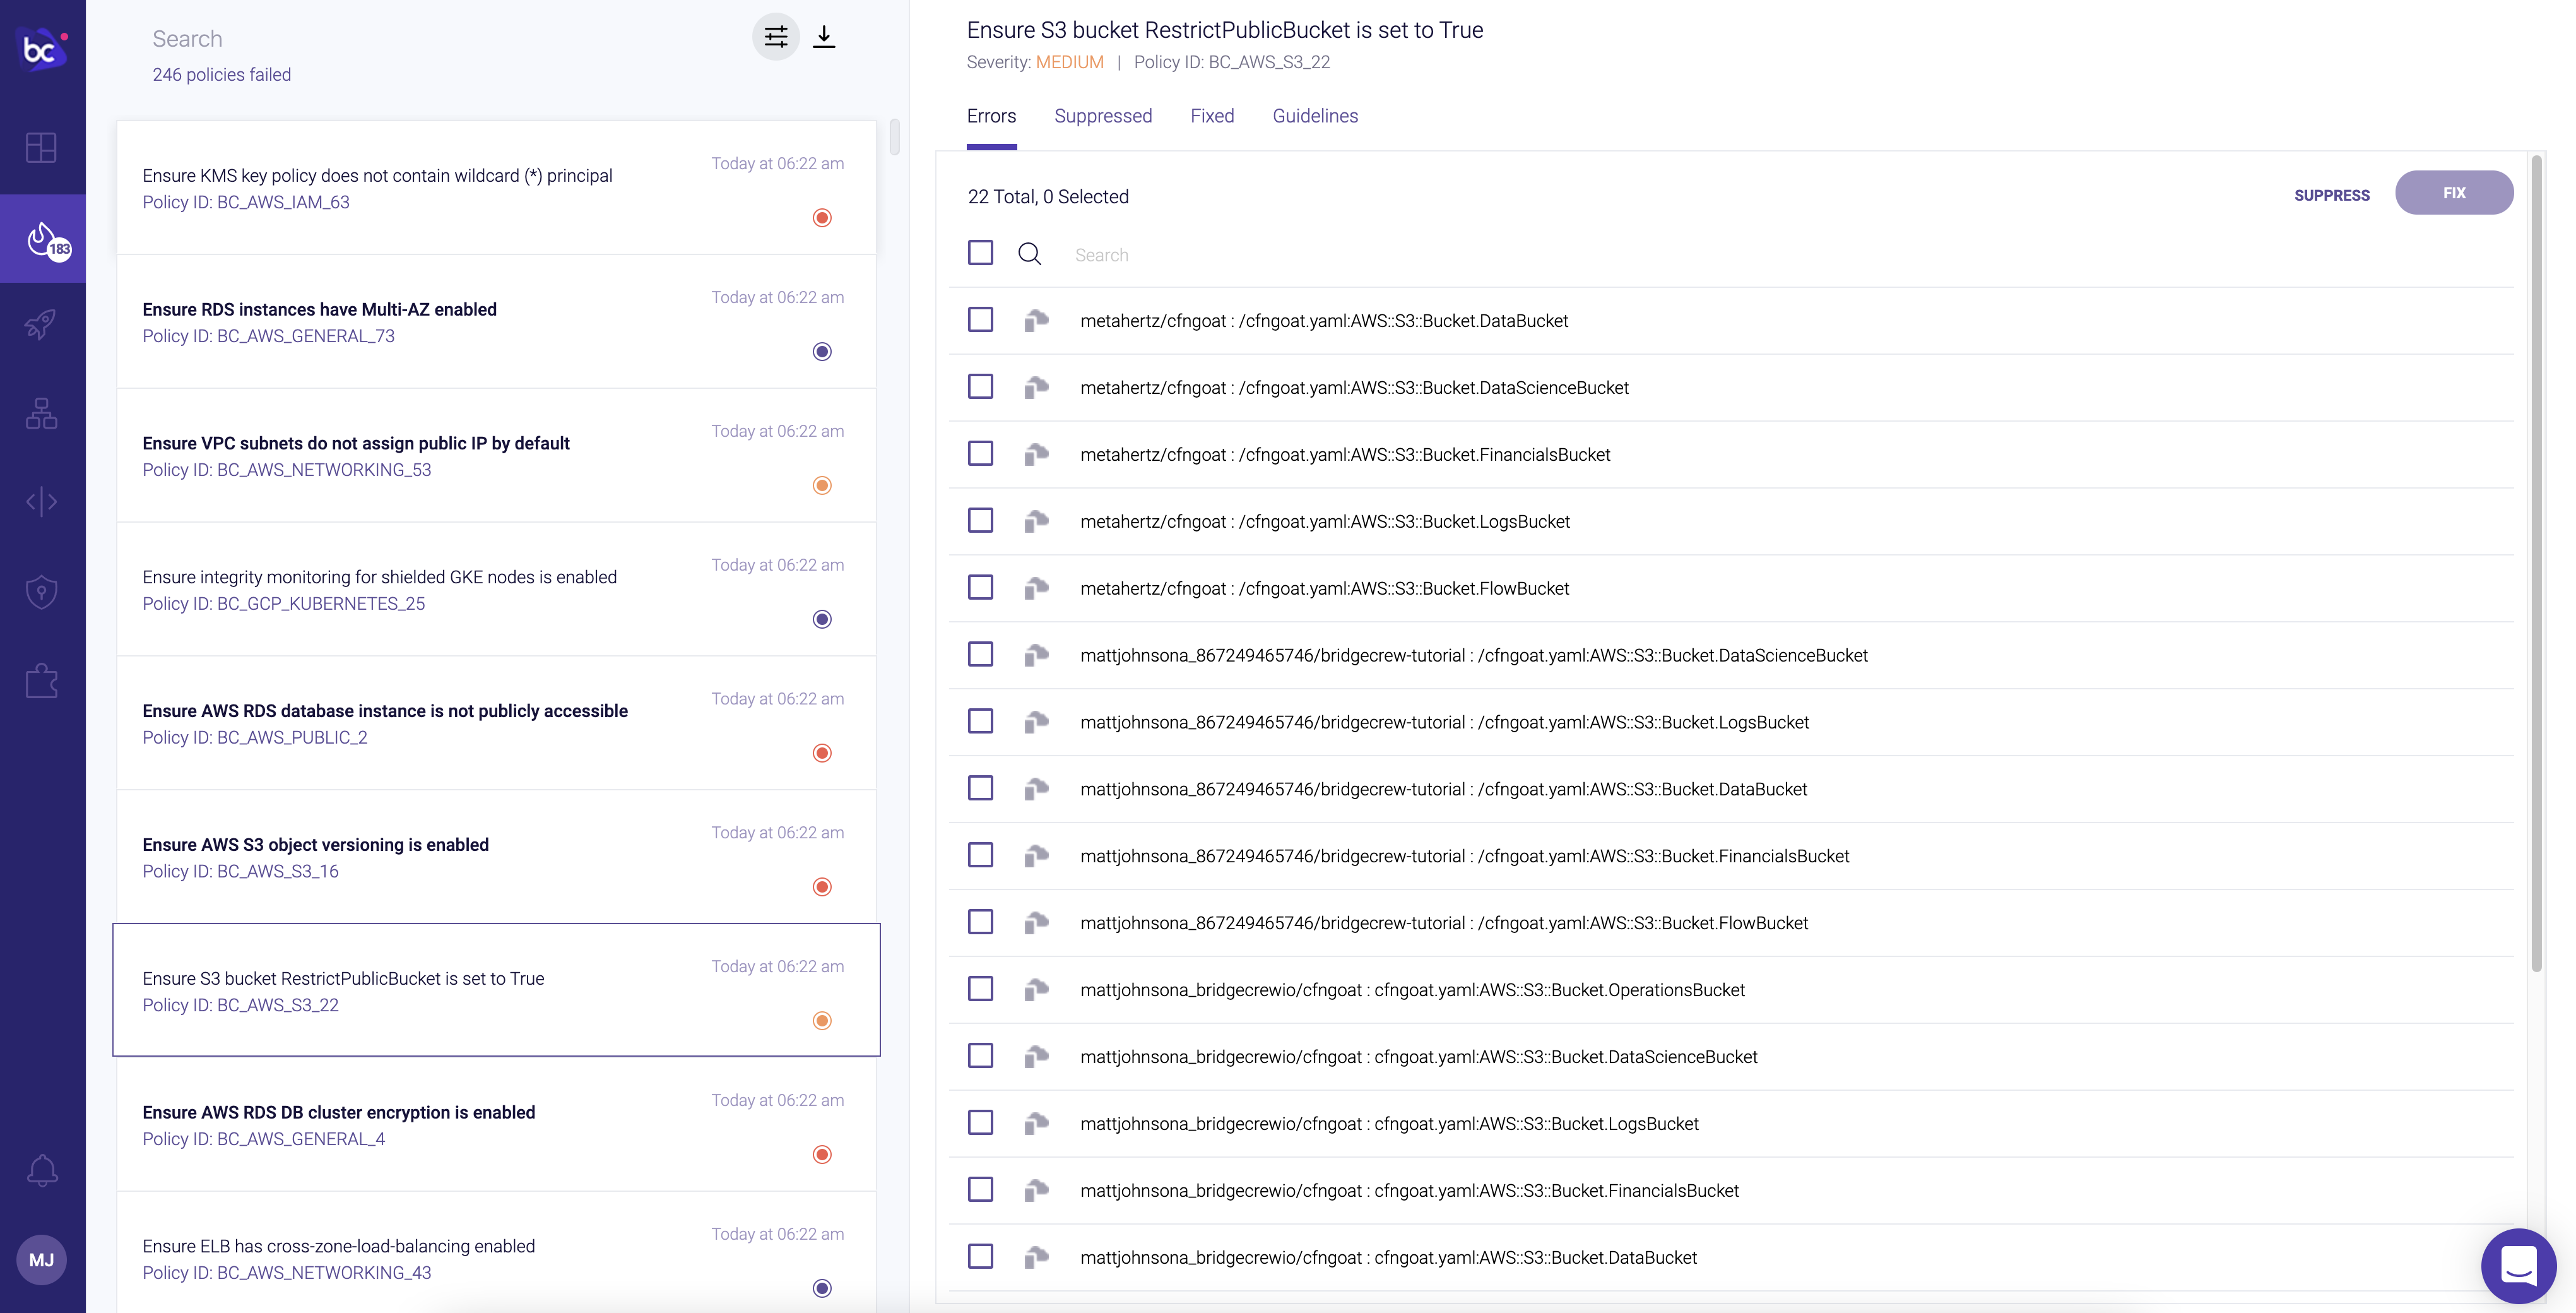 bc
183
MJ
Search
246 policies failed
Ensure KMS key policy does not contain wildcard (*) principal
Today at 06:22 am
Policy ID: BC_AWS_IAM_63
Ensure RDS instances have Multi-AZ enabled
Today at 06:22 am
Policy ID: BC_AWS_GENERAL_73
Ensure VPC subnets do not assign public IP by default
Today at 06:22 am
Policy ID: BC_AWS_NETWORKING_53
Ensure integrity monitoring for shielded GKE nodes is enabled
Today at 06:22 am
Policy ID: BC_GCP_KUBERNETES_25
Ensure AWS RDS database instance is not publicly accessible
Today at 06:22 am
Policy ID: BC_AWS_PUBLIC_2
Ensure AWS S3 object versioning is enabled
Today at 06:22 am
Policy ID: BC_AWS_S3_16
Ensure S3 bucket RestrictPublicBucket is set to True
Today at 06:22 am
Policy ID: BC_AWS_S3_22
Ensure AWS RDS DB cluster encryption is enabled
Today at 06:22 am
Policy ID: BC_AWS_GENERAL_4
Ensure ELB has cross-zone-load-balancing enabled
Today at 06:22 am
Policy ID: BC_AWS_NETWORKING_43
Ensure S3 bucket RestrictPublicBucket is set to True
Severity: MEDIUM | Policy ID: BC_AWS_S3_22
Errors Suppressed Fixed Guidelines
22 Total, 0 Selected
SUPPRESS FIX
Search
metahertz/cfngoat : /cfngoat.yaml:AWS::S3::Bucket.DataBucket
metahertz/cfngoat : /cfngoat.yaml:AWS::S3::Bucket.DataScienceBucket
metahertz/cfngoat : /cfngoat.yaml:AWS::S3::Bucket.FinancialsBucket
metahertz/cfngoat : /cfngoat.yaml:AWS::S3::Bucket.LogsBucket
metahertz/cfngoat : /cfngoat.yaml:AWS::S3::Bucket.FlowBucket
mattjohnsona_867249465746/bridgecrew-tutorial : /cfngoat.yaml:AWS::S3::Bucket.DataScienceBucket
mattjohnsona_867249465746/bridgecrew-tutorial : /cfngoat.yaml:AWS::S3::Bucket.LogsBucket
mattjohnsona_867249465746/bridgecrew-tutorial : /cfngoat.yaml:AWS::S3::Bucket.DataBucket
mattjohnsona_867249465746/bridgecrew-tutorial : /cfngoat.yaml:AWS::S3::Bucket.FinancialsBucket
mattjohnsona_867249465746/bridgecrew-tutorial : /cfngoat.yaml:AWS::S3::Bucket.FlowBucket
mattjohnsona_bridgecrewio/cfngoat : cfngoat.yaml:AWS::S3::Bucket.OperationsBucket
mattjohnsona_bridgecrewio/cfngoat : cfngoat.yaml:AWS::S3::Bucket.DataScienceBucket
mattjohnsona_bridgecrewio/cfngoat : cfngoat.yaml:AWS::S3::Bucket.LogsBucket
mattjohnsona_bridgecrewio/cfngoat : cfngoat.yaml:AWS::S3::Bucket.FinancialsBucket
mattjohnsona_bridgecrewio/cfngoat : cfngoat.yaml:AWS::S3::Bucket.DataBucket